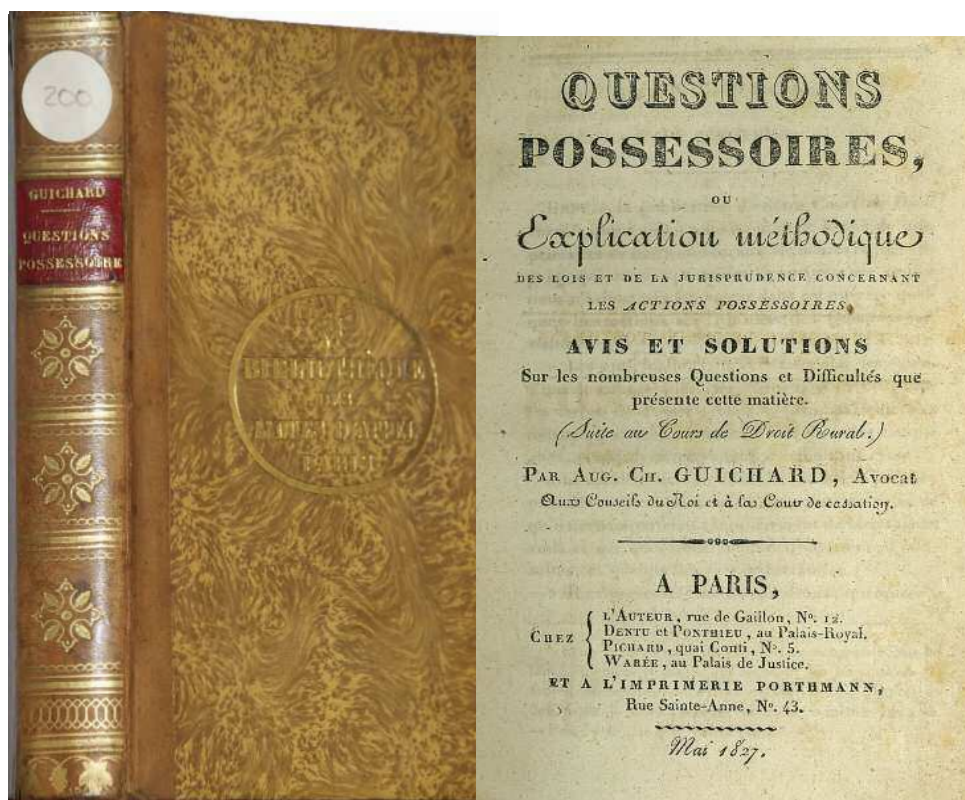 200
GUICHARD
QUESTIONS
POSSESSOIRE
BIBLIOTHEQUE
DES
PARIS
QUESTIONS
POSSESSOIRES,
OU
Explication méthodique
DES LOIS ET DE LA JURISPRUDENCE CONCERNANT
LES ACTIONS POSSESSOIRES,
AVIS ET SOLUTIONS
Sur les nombreuses Questions et Difficultés que
présente cette matière.
(Suite au Cours de Droit Rural.)
PAR AUG. CH. GUICHARD, Avocat
Aux Conseils du Roi et à la Cour de cassation.
A PARIS,
CHEZ { L'AUTEUR, rue de Gaillon, N°. 12.
DENTU et PONTHIEU, au Palais-Royal.
PICHARD, quai Conti, N°. 5.
WARÉE, au Palais de Justice.
ET A L'IMPRIMERIE PORTHMANN,
Rue Sainte-Anne, N°. 43.
Mai 1827.